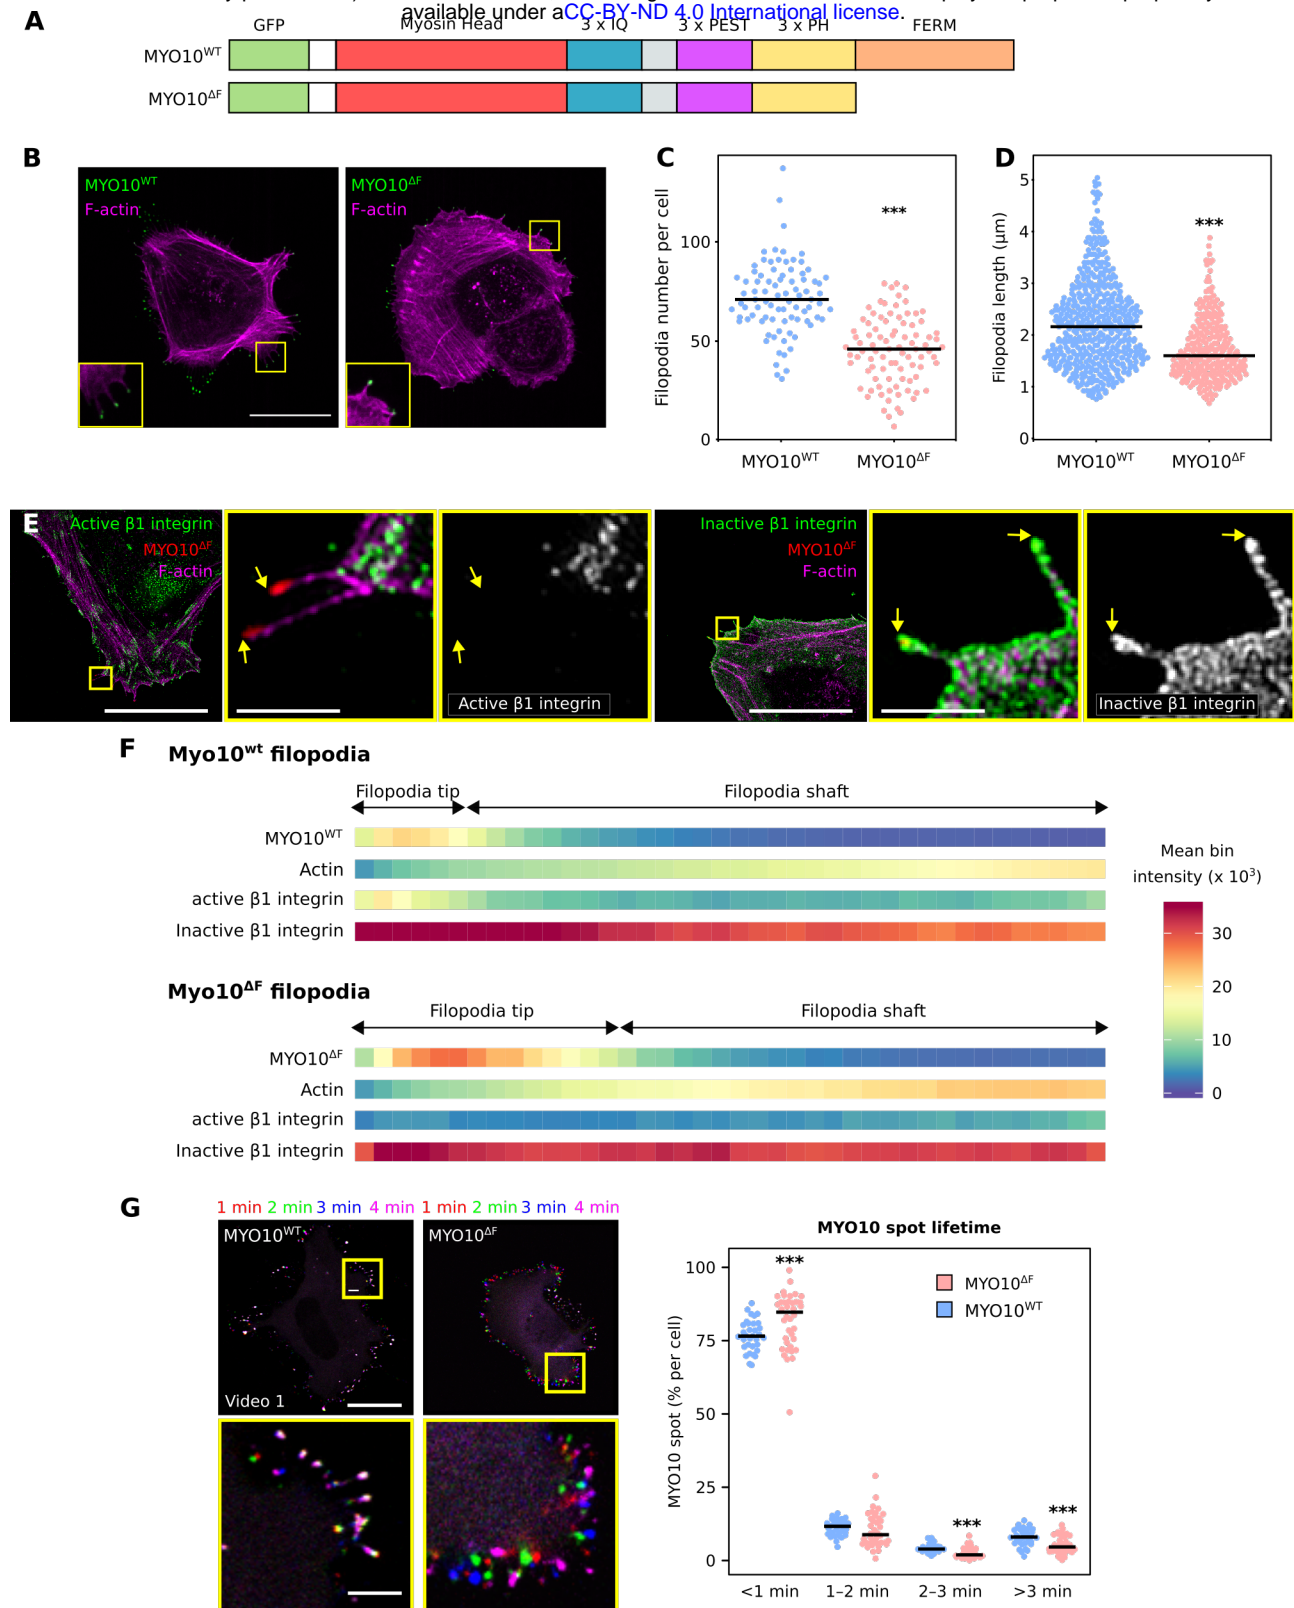 available under aCC-BY-ND 4.0 International license.
A
GFP Myosin Head 3 x IQ 3 x PEST 3 x PH FERM
MYO10WT
MYO10ΔF
B
MYO10WT
F-actin
MYO10ΔF
F-actin
C
Filopodia number per cell
100
50
0
***
MYO10WT MYO10ΔF
D
Filopodia length (µm)
5
4
3
2
1
0
***
MYO10WT MYO10ΔF
E
Active β1 integrin
MYO10ΔF
F-actin
Active β1 integrin
Inactive β1 integrin
MYO10ΔF
F-actin
Inactive β1 integrin
F
Myo10wt filopodia
Filopodia tip Filopodia shaft
MYO10WT
Actin
active β1 integrin
Inactive β1 integrin
Myo10ΔF filopodia
Filopodia tip Filopodia shaft
MYO10ΔF
Actin
active β1 integrin
Inactive β1 integrin
Mean bin
intensity (x 10³)
30
20
10
0
G
1 min 2 min 3 min 4 min 1 min 2 min 3 min 4 min
MYO10WT
Video 1
MYO10ΔF
MYO10 spot lifetime
MYO10 spot (% per cell)
100
75
50
25
0
***
MYO10ΔF
MYO10WT
***
***
<1 min 1–2 min 2–3 min >3 min